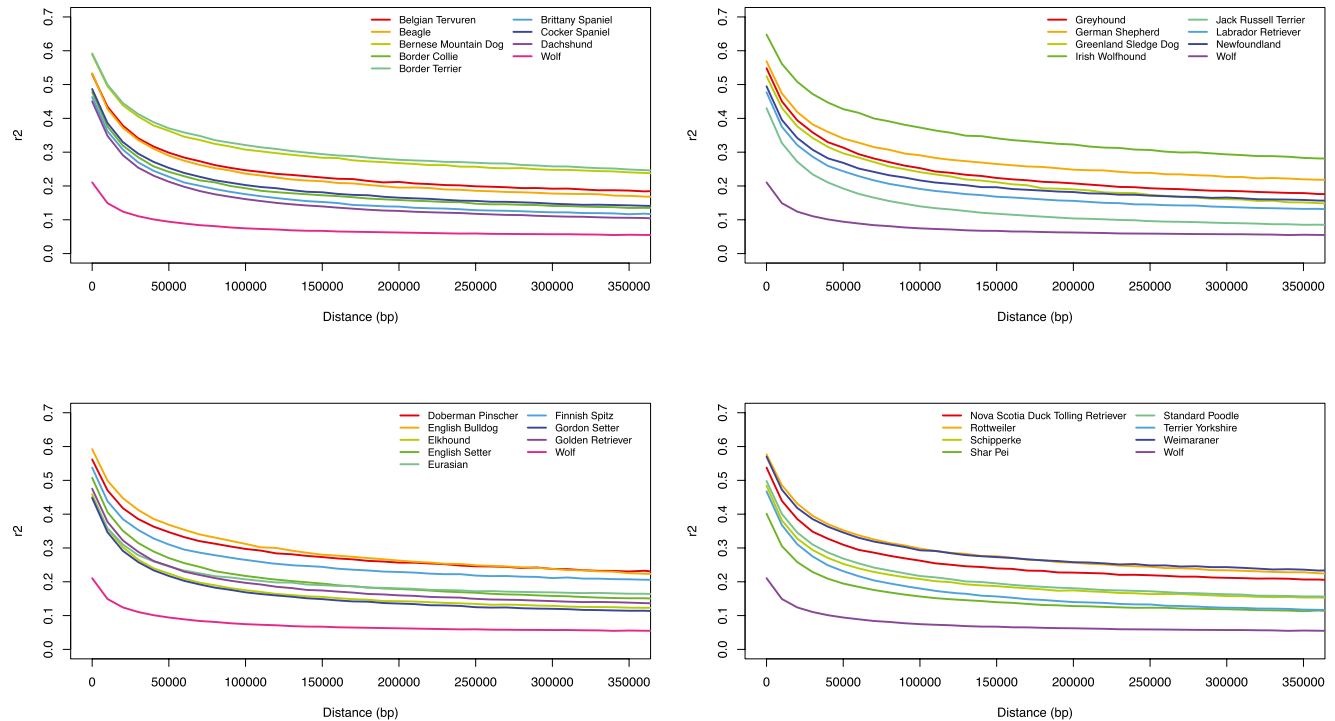 r2
0.0 0.1 0.2 0.3 0.4 0.5 0.6 0.7
Belgian Tervuren
Beagle
Bernese Mountain Dog
Border Collie
Border Terrier
Brittany Spaniel
Cocker Spaniel
Dachshund
Wolf
0 50000 100000 150000 200000 250000 300000 350000
Distance (bp)
r2
0.0 0.1 0.2 0.3 0.4 0.5 0.6 0.7
Greyhound
German Shepherd
Greenland Sledge Dog
Irish Wolfhound
Jack Russell Terrier
Labrador Retriever
Newfoundland
Wolf
0 50000 100000 150000 200000 250000 300000 350000
Distance (bp)
r2
0.0 0.1 0.2 0.3 0.4 0.5 0.6 0.7
Doberman Pinscher
English Bulldog
Elkhound
English Setter
Eurasian
Finnish Spitz
Gordon Setter
Golden Retriever
Wolf
0 50000 100000 150000 200000 250000 300000 350000
Distance (bp)
r2
0.0 0.1 0.2 0.3 0.4 0.5 0.6 0.7
Nova Scotia Duck Tolling Retriever
Rottweiler
Schipperke
Shar Pei
Standard Poodle
Terrier Yorkshire
Weimaraner
Wolf
0 50000 100000 150000 200000 250000 300000 350000
Distance (bp)